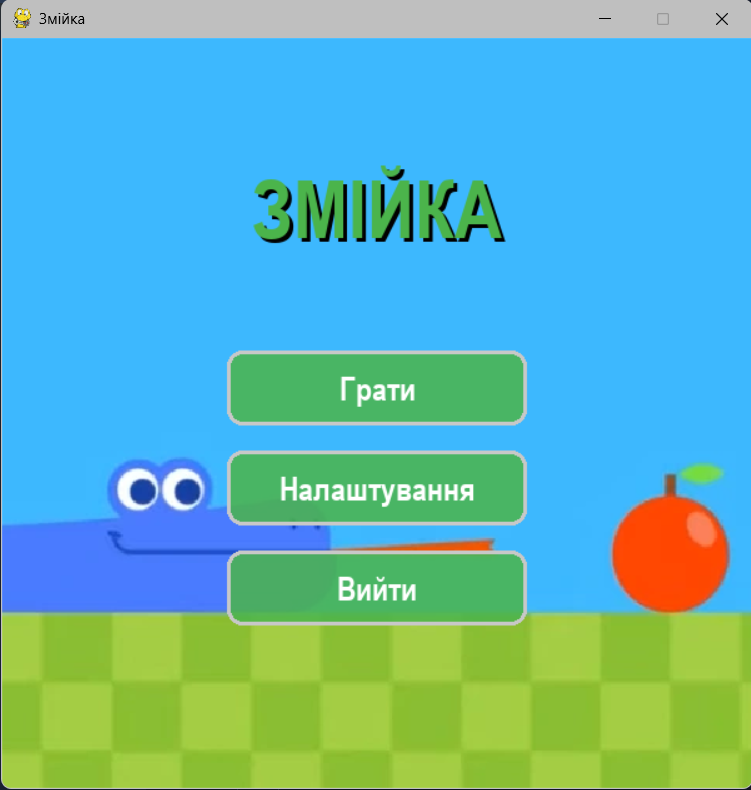 Змійка
ЗМІЙКА
Грати
Налаштування
Вийти